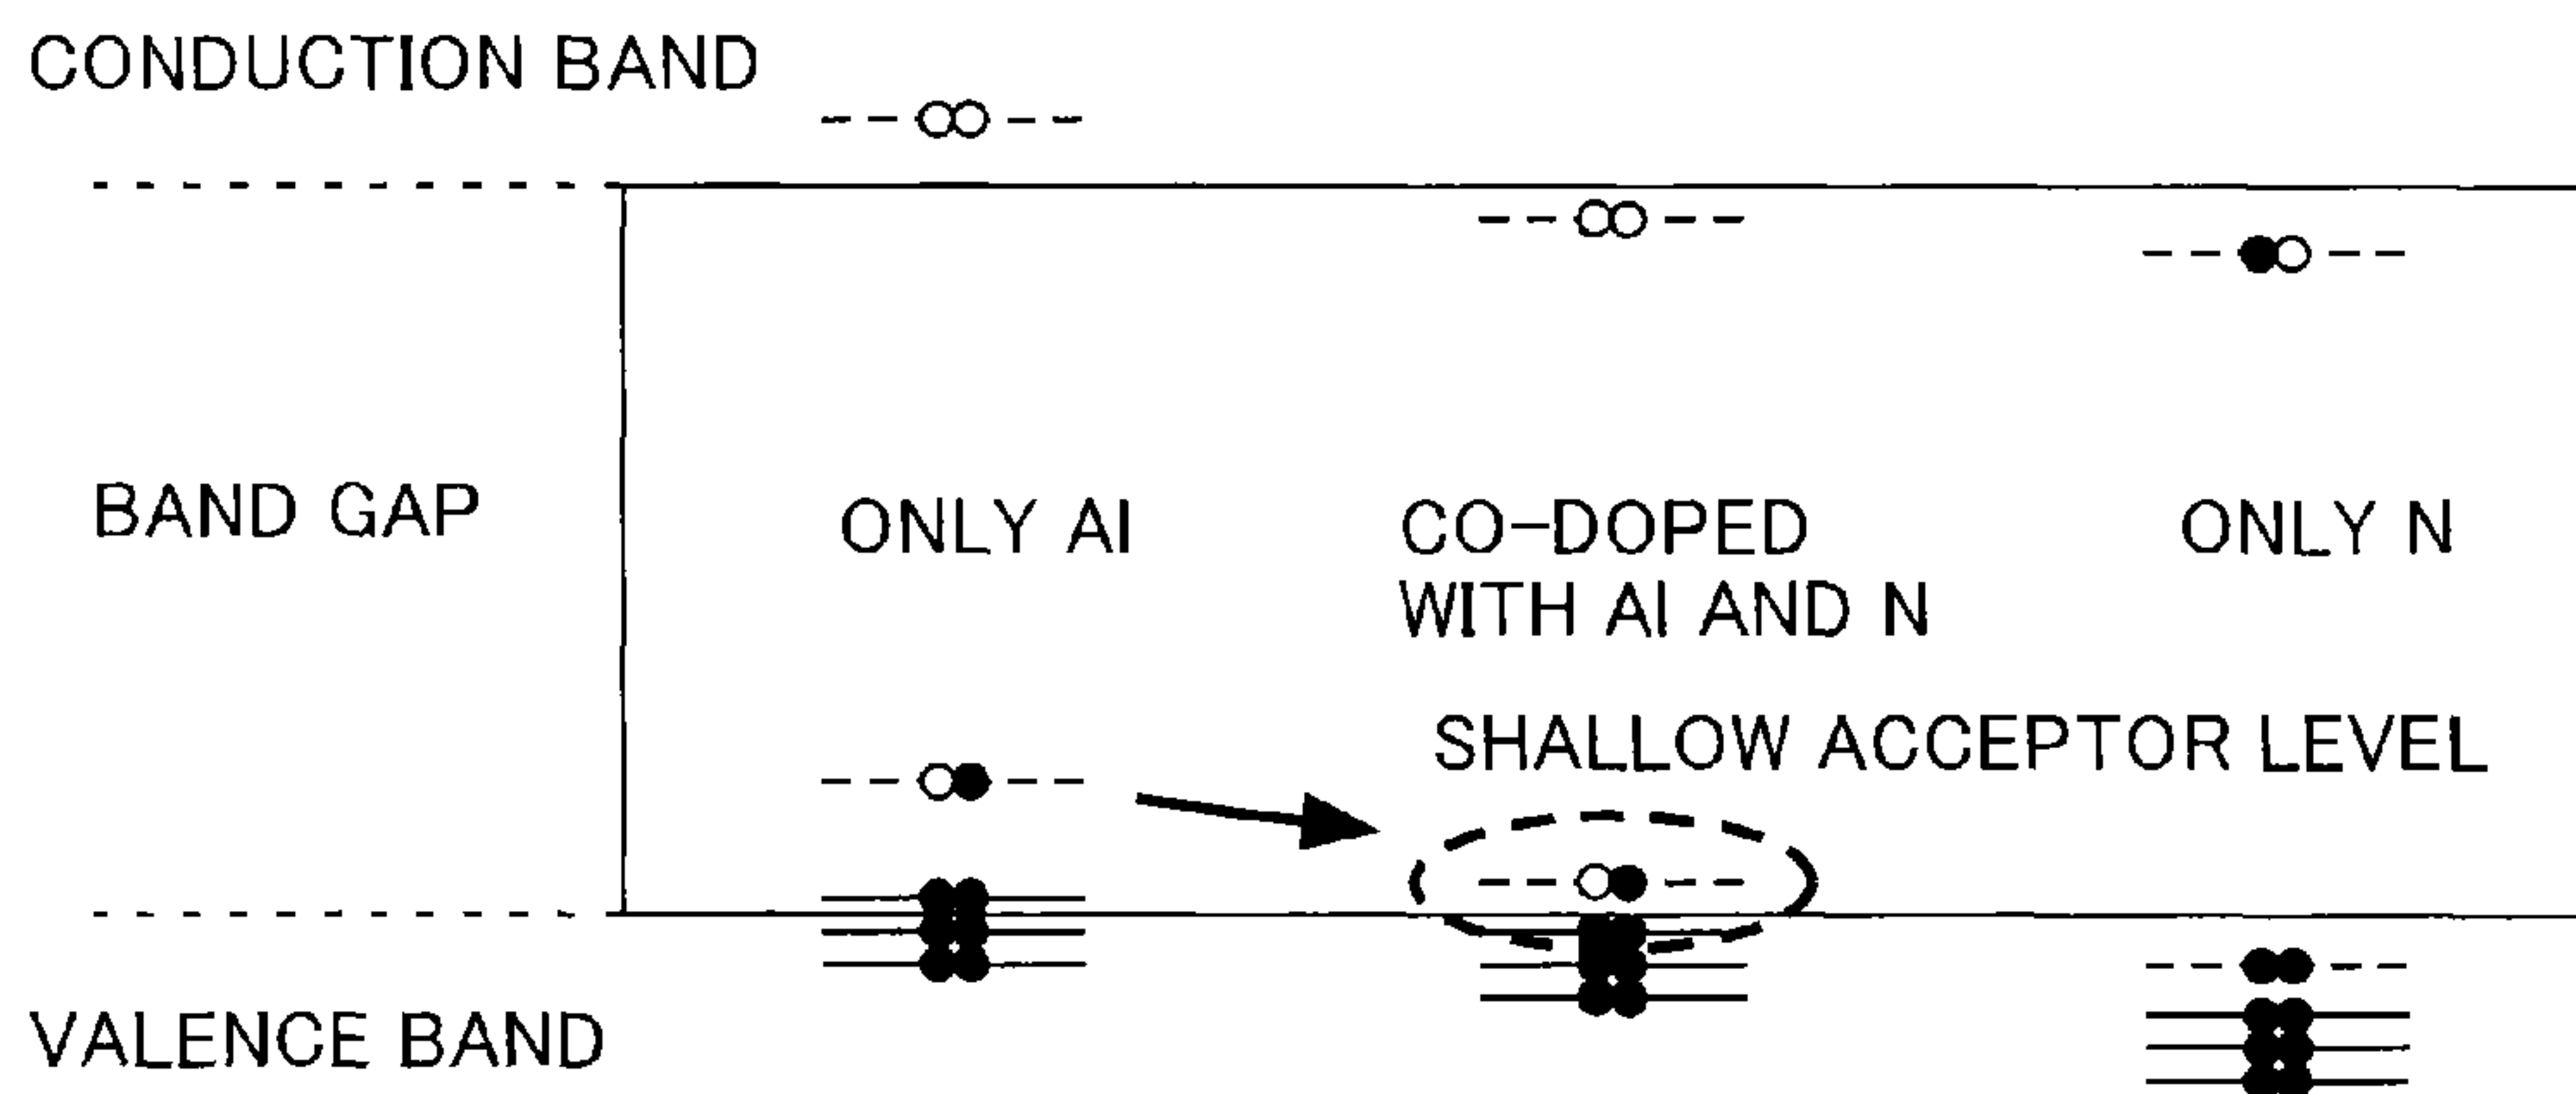 CONDUCTION BAND
BAND GAP
ONLY Al
CO-DOPED
WITH Al AND N
ONLY N
SHALLOW ACCEPTOR LEVEL
VALENCE BAND